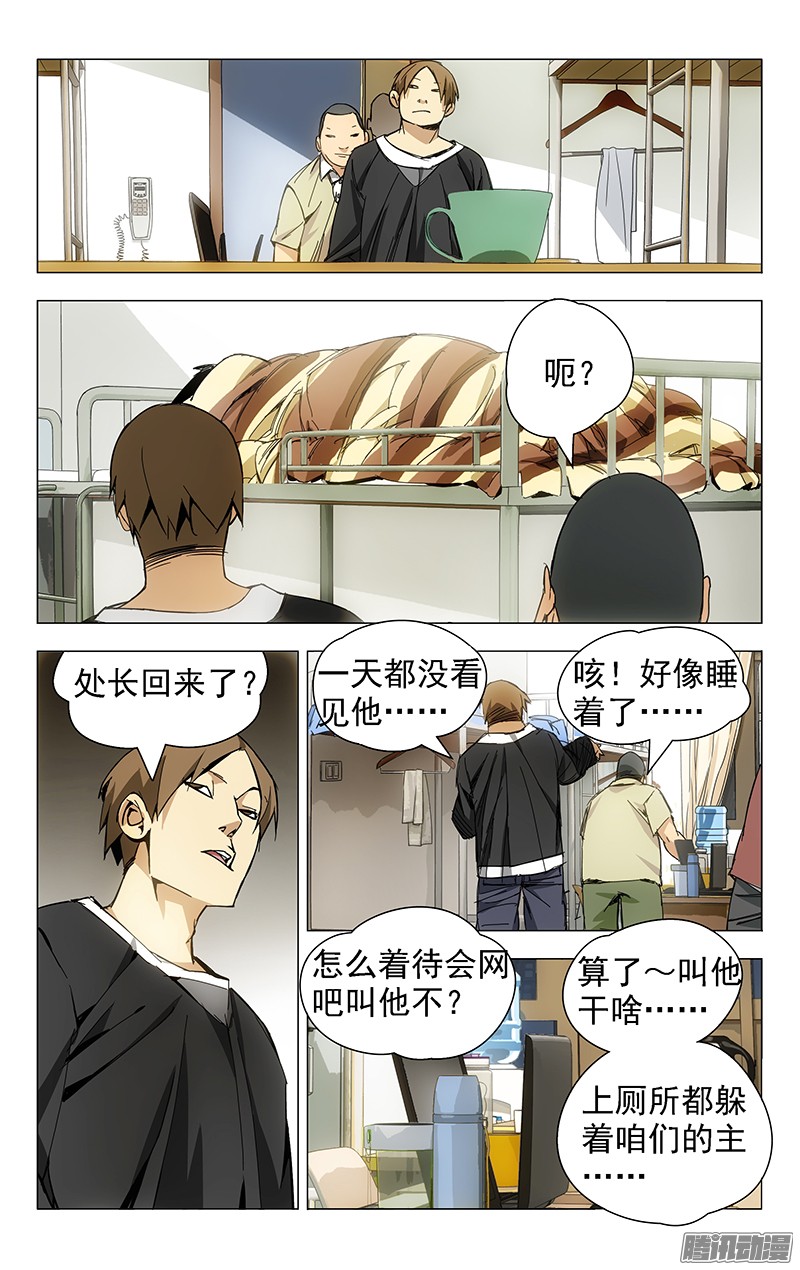 呃？
处长回来了？
一天都没看
见他……
咳！好像睡
着了……
怎么着待会网
吧叫他不？
算了～叫他
干啥……
上厕所都躲
着咱们的主
……
腾讯动漫